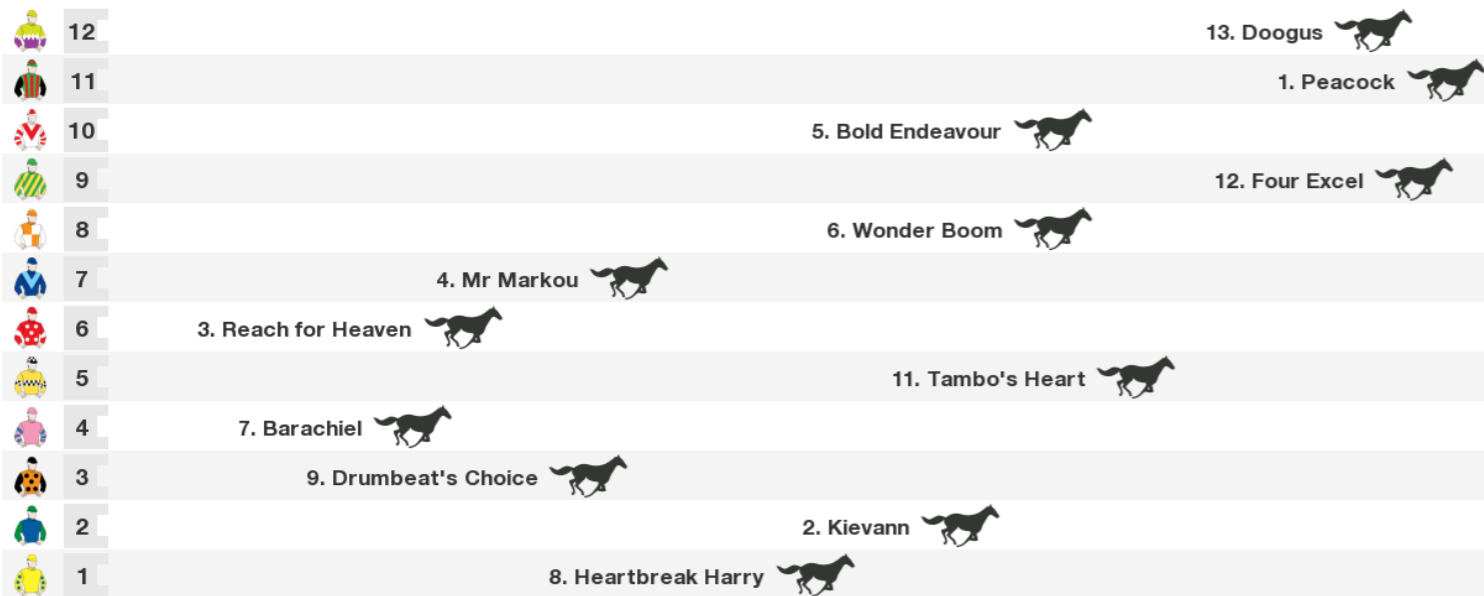 12 13. Doogus
11 1. Peacock
10 5. Bold Endeavour
9 12. Four Excel
8 6. Wonder Boom
7 4. Mr Markou
6 3. Reach for Heaven
5 11. Tambo's Heart
4 7. Barachiel
3 9. Drumbeat's Choice
2 2. Kievann
1 8. Heartbreak Harry